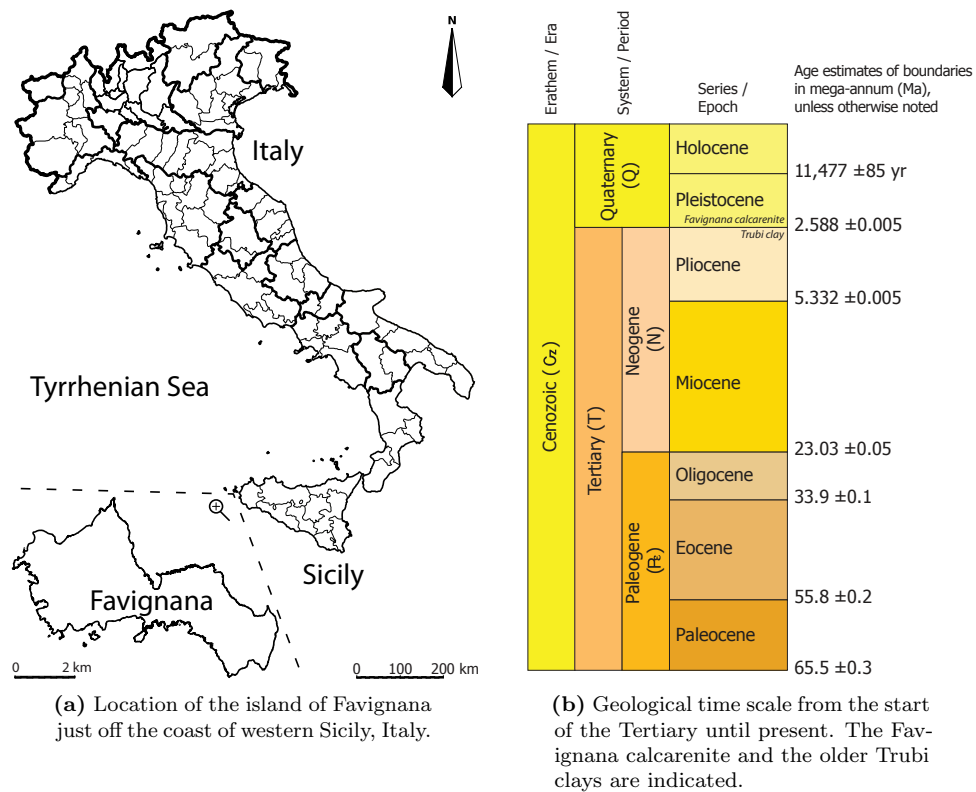 N
Italy
Tyrrhenian Sea
Sicily
Favignana
0 2 km
0 100 200 km
(a) Location of the island of Favignana
just off the coast of western Sicily, Italy.
Erathem / Era
System / Period
Series /
Epoch
Age estimates of boundaries
in mega-annum (Ma),
unless otherwise noted
Cenozoic (Cz)
Quaternary
(Q)
Tertiary (T)
Neogene
(N)
Paleogene
(Pe)
Holocene
11,477 ±85 yr
Pleistocene
Favignana calcarenite
2.588 ±0.005
Trubi clay
Pliocene
5.332 ±0.005
Miocene
23.03 ±0.05
Oligocene
33.9 ±0.1
Eocene
55.8 ±0.2
Paleocene
65.5 ±0.3
(b) Geological time scale from the start
of the Tertiary until present. The Fav-
ignana calcarenite and the older Trubi
clays are indicated.